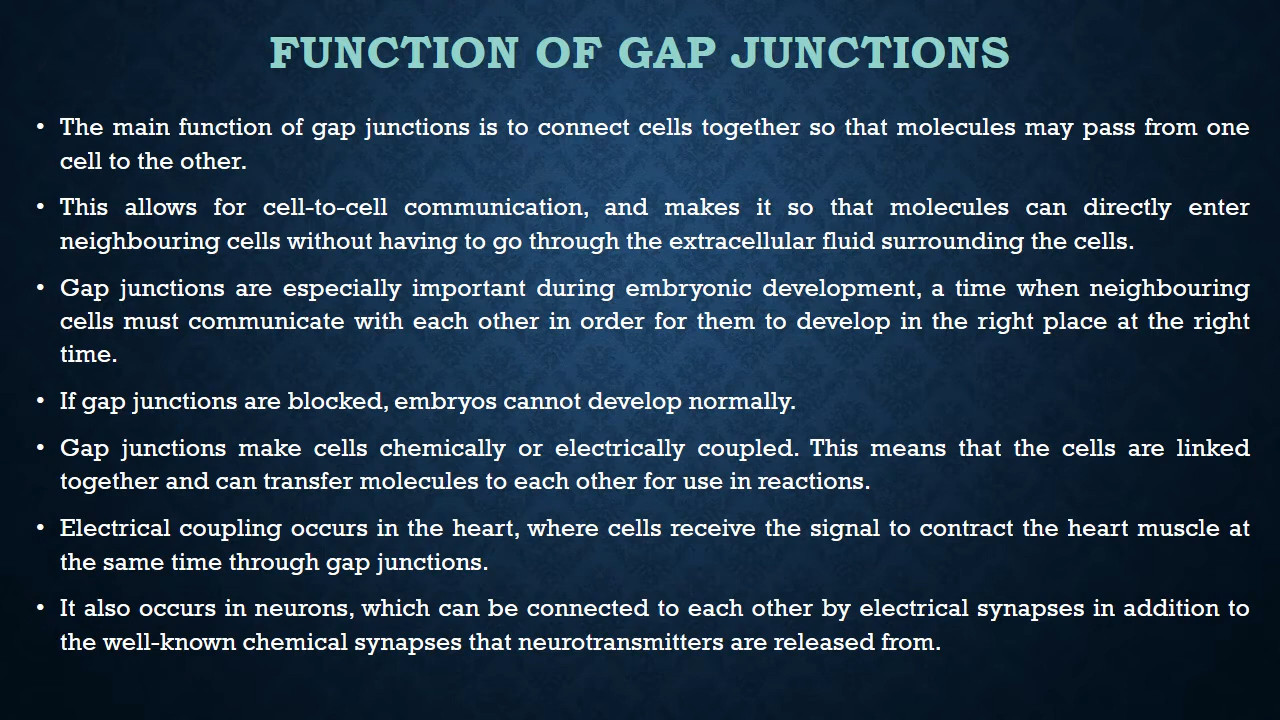 FUNCTION OF GAP JUNCTIONS
• The main function of gap junctions is to connect cells together so that molecules may pass from one
cell to the other.
• This allows for cell-to-cell communication, and makes it so that molecules can directly enter
neighbouring cells without having to go through the extracellular fluid surrounding the cells.
• Gap junctions are especially important during embryonic development, a time when neighbouring
cells must communicate with each other in order for them to develop in the right place at the right
time.
• If gap junctions are blocked, embryos cannot develop normally.
• Gap junctions make cells chemically or electrically coupled. This means that the cells are linked
together and can transfer molecules to each other for use in reactions.
• Electrical coupling occurs in the heart, where cells receive the signal to contract the heart muscle at
the same time through gap junctions.
• It also occurs in neurons, which can be connected to each other by electrical synapses in addition to
the well-known chemical synapses that neurotransmitters are released from.